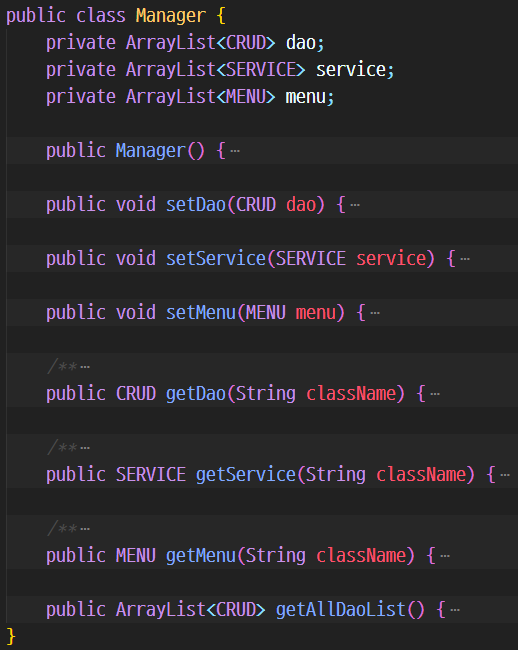 public class Manager {
    private ArrayList<CRUD> dao;
    private ArrayList<SERVICE> service;
    private ArrayList<MENU> menu;
    public Manager() {⋯
    public void setDao(CRUD dao) {⋯
    public void setService(SERVICE service) {⋯
    public void setMenu(MENU menu) {⋯
    /**⋯
    public CRUD getDao(String className) {⋯
    /**⋯
    public SERVICE getService(String className) {⋯
    /**⋯
    public MENU getMenu(String className) {⋯
    public ArrayList<CRUD> getAllDaoList() {⋯
}